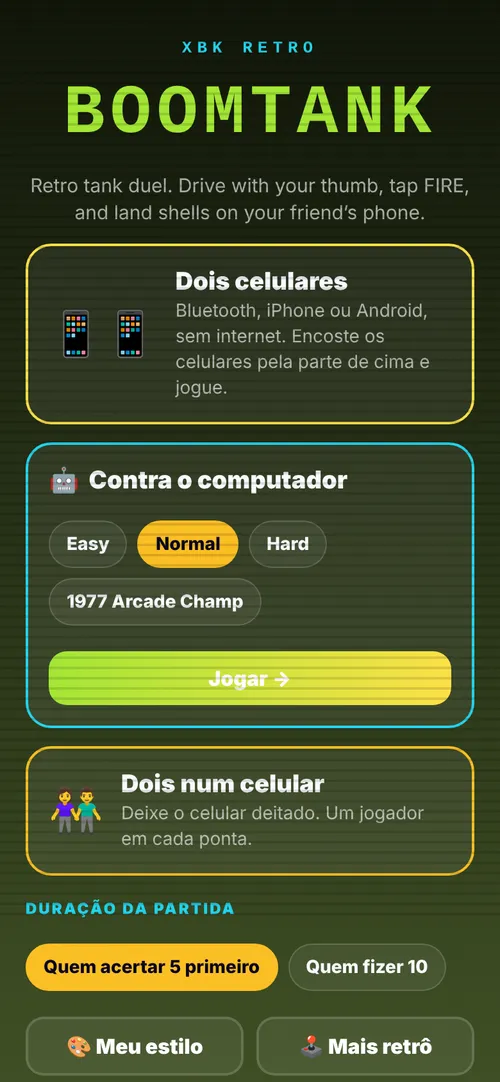 XBK RETRO
BOOMTANK
Retro tank duel. Drive with your thumb, tap FIRE,
and land shells on your friend’s phone.
Dois celulares
Bluetooth, iPhone ou Android,
sem internet. Encoste os
celulares pela parte de cima e
jogue.
Contra o computador
Easy Normal Hard
1977 Arcade Champ
Jogar →
Dois num celular
Deixe o celular deitado. Um jogador
em cada ponta.
DURAÇÃO DA PARTIDA
Quem acertar 5 primeiro Quem fizer 10
Meu estilo Mais retrô